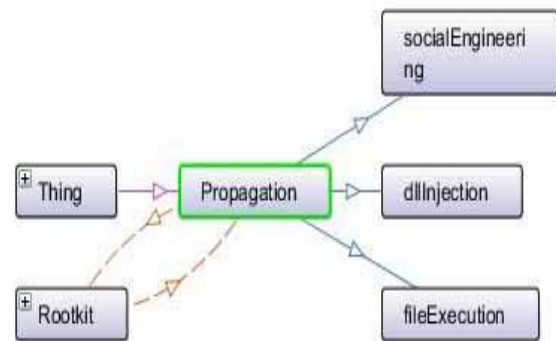 socialEngineeri
ng
Thing
Propagation
dllInjection
Rootkit
fileExecution